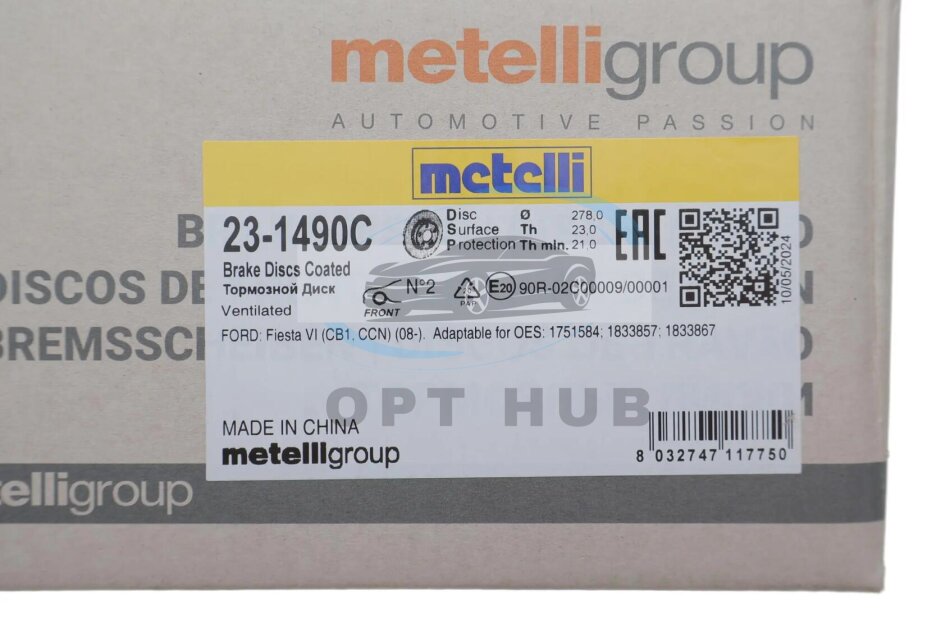 metelligroup
AUTOMOTIVE PASSION
metelli
23-1490C
Disc Ø 278,0
Surface Th 23,0
Protection Th min. 21,0
EAC
Brake Discs Coated
Тормозной Диск
Ventilated
FRONT
N°2
PAP
E20
90R-02C00009/00001
10/05/2024
FORD: Fiesta VI (CB1, CCN) (08-). Adaptable for OES: 1751584; 1833857; 1833867
OPT HUB
MADE IN CHINA
metelligroup
8 032747 117750
DISCOS DE
BREMSSCH
telligroup